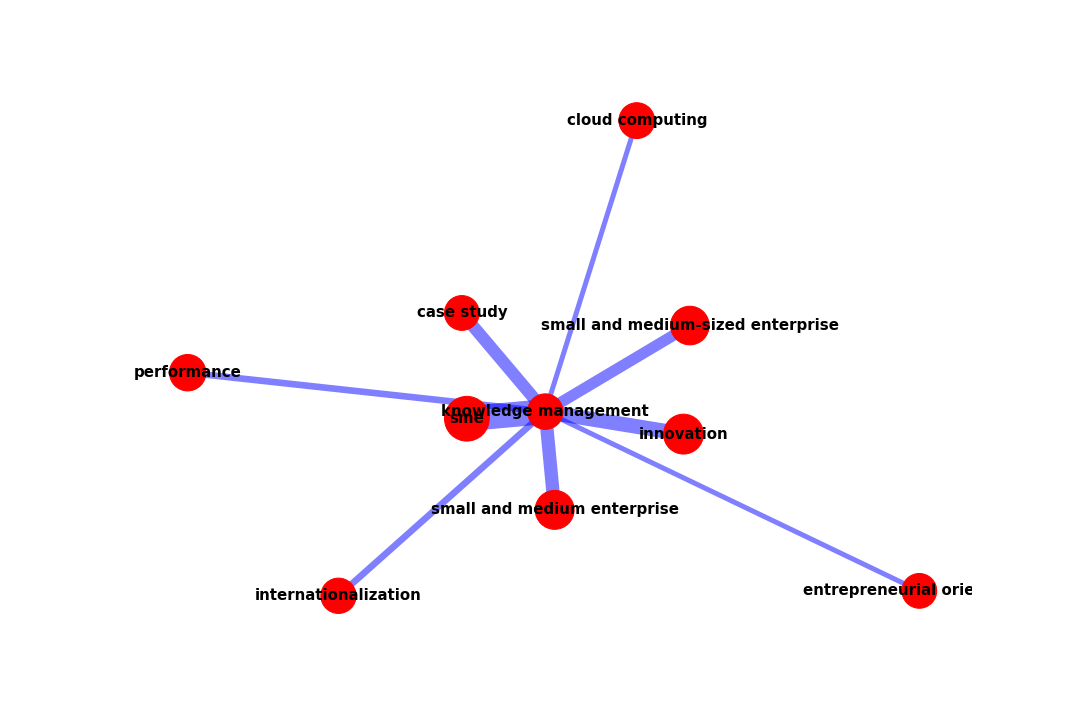 cloud computing
case study
small and medium-sized enterprise
performance
knowledge management
sme
innovation
small and medium enterprise
entrepreneurial orie
internationalization